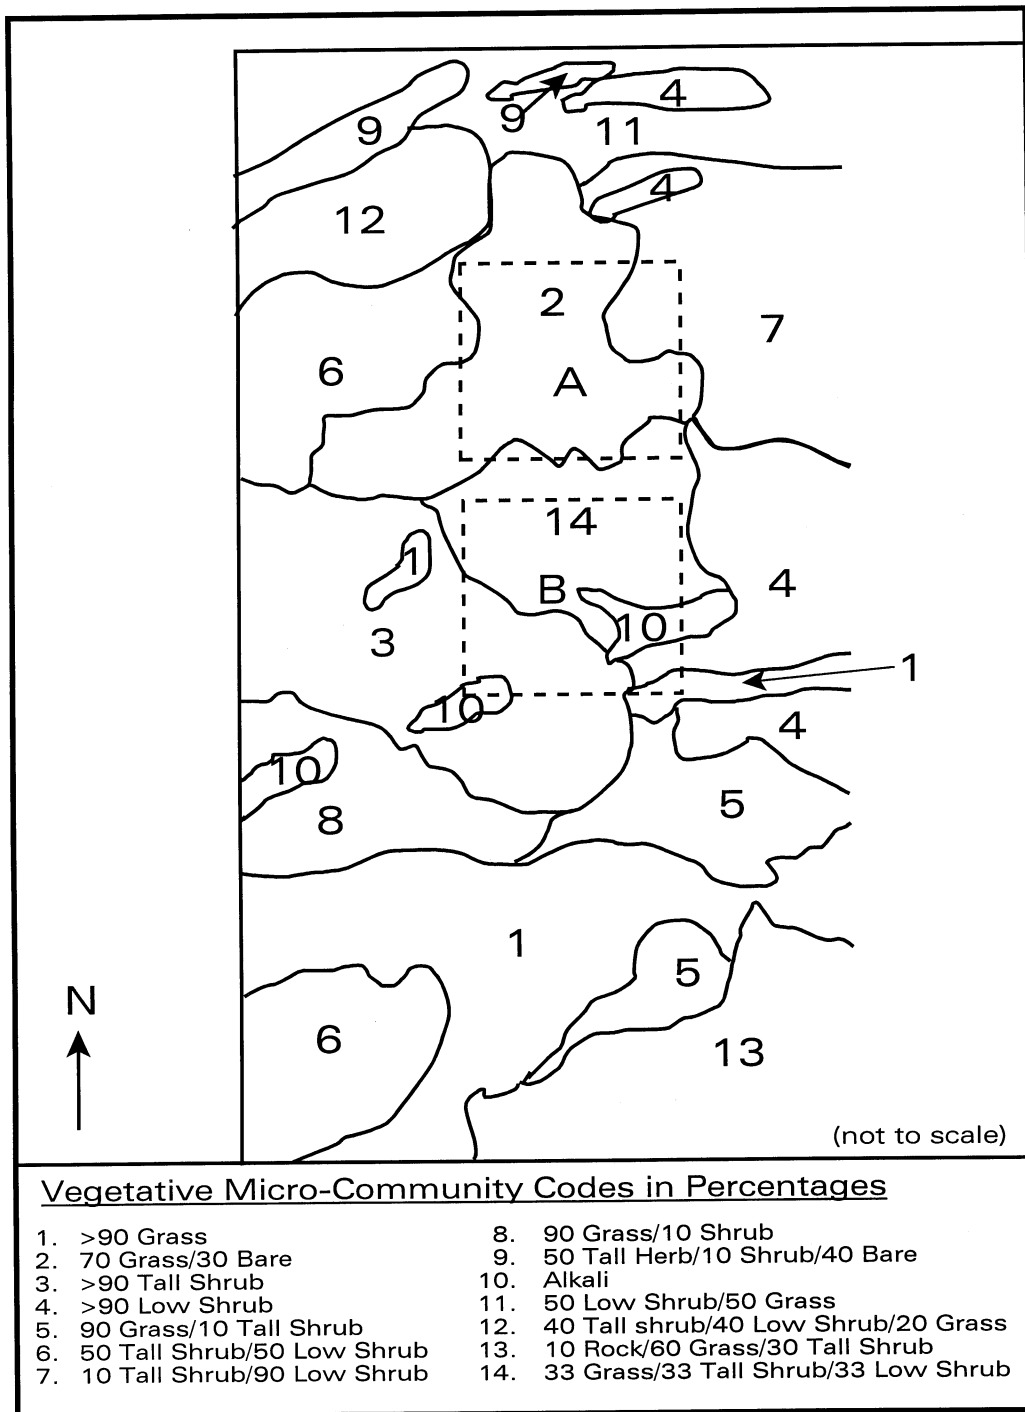 9
4
9
11
4
12
2
7
6
A
14
1
B
4
10
3
1
10
4
10
5
8
1
5
N
6
13
(not to scale)
Vegetative Micro-Community Codes in Percentages
1. >90 Grass
2. 70 Grass/30 Bare
3. >90 Tall Shrub
4. >90 Low Shrub
5. 90 Grass/10 Tall Shrub
6. 50 Tall Shrub/50 Low Shrub
7. 10 Tall Shrub/90 Low Shrub
8. 90 Grass/10 Shrub
9. 50 Tall Herb/10 Shrub/40 Bare
10. Alkali
11. 50 Low Shrub/50 Grass
12. 40 Tall shrub/40 Low Shrub/20 Grass
13. 10 Rock/60 Grass/30 Tall Shrub
14. 33 Grass/33 Tall Shrub/33 Low Shrub